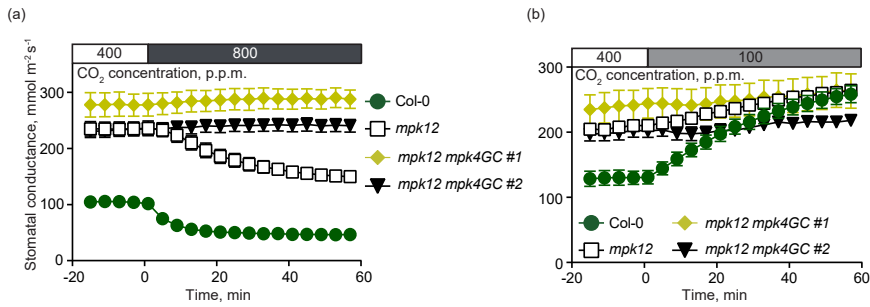 (a)
400 800
CO2 concentration, p.p.m.
Stomatal conductance, mmol m-2 s-1
300
200
100
0
-20 0 20 40 60
Time, min
Col-0
mpk12
mpk12 mpk4GC #1
mpk12 mpk4GC #2
(b)
400 100
CO2 concentration, p.p.m.
300
200
100
0
-20 0 20 40 60
Time, min
Col-0 mpk12 mpk4GC #1
mpk12 mpk12 mpk4GC #2